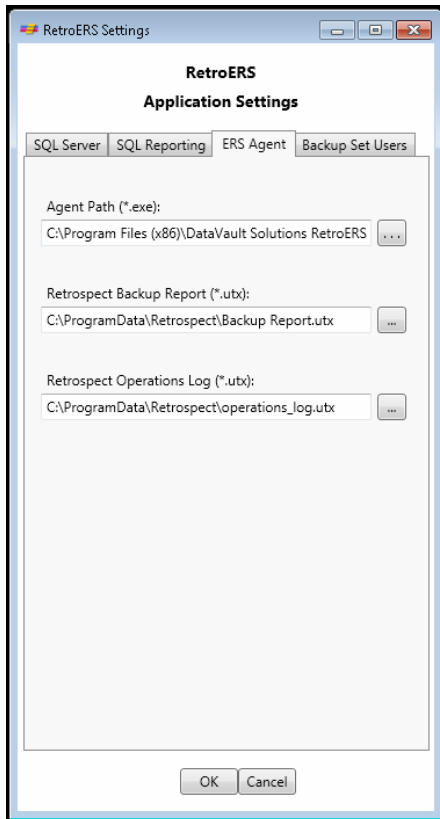 RetroERS Settings
RetroERS
Application Settings
SQL Server SQL Reporting ERS Agent Backup Set Users
Agent Path (*.exe):
C:\Program Files (x86)\DataVault Solutions RetroERS ...
Retrospect Backup Report (*.utx):
C:\ProgramData\Retrospect\Backup Report.utx ...
Retrospect Operations Log (*.utx):
C:\ProgramData\Retrospect\operations_log.utx ...
OK Cancel